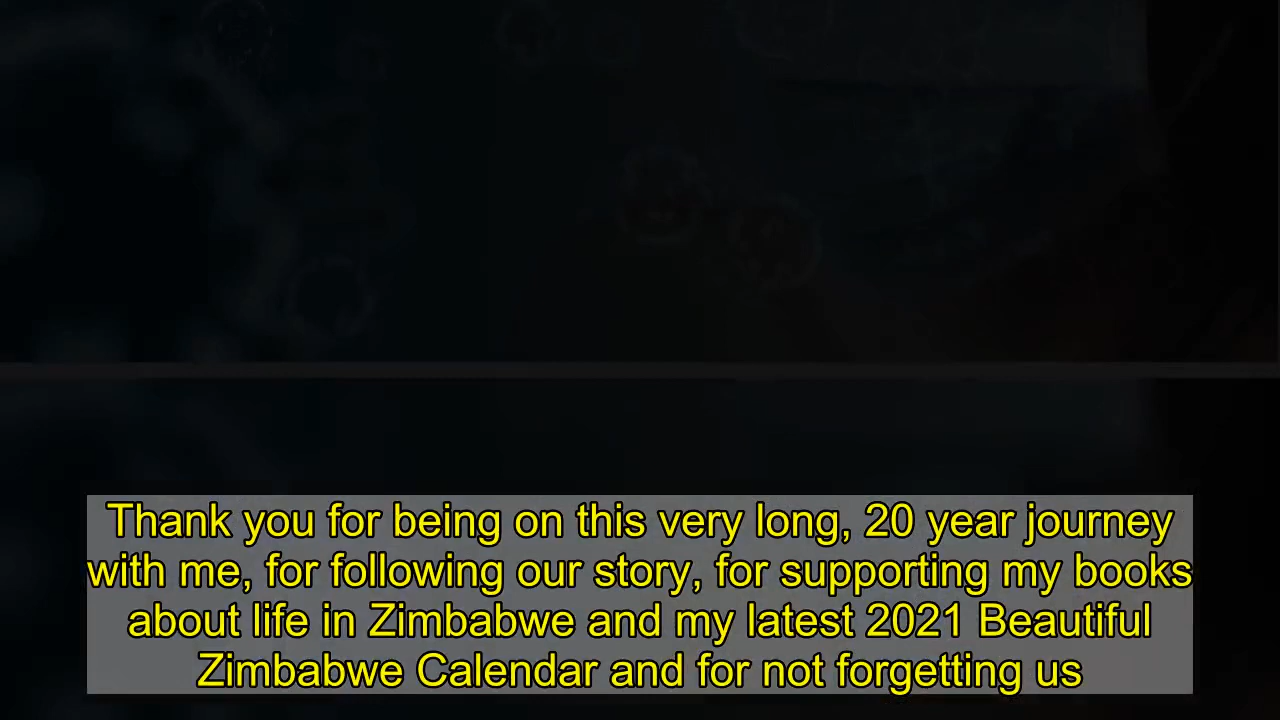 Thank you for being on this very long, 20 year journey
with me, for following our story, for supporting my books
about life in Zimbabwe and my latest 2021 Beautiful
Zimbabwe Calendar and for not forgetting us